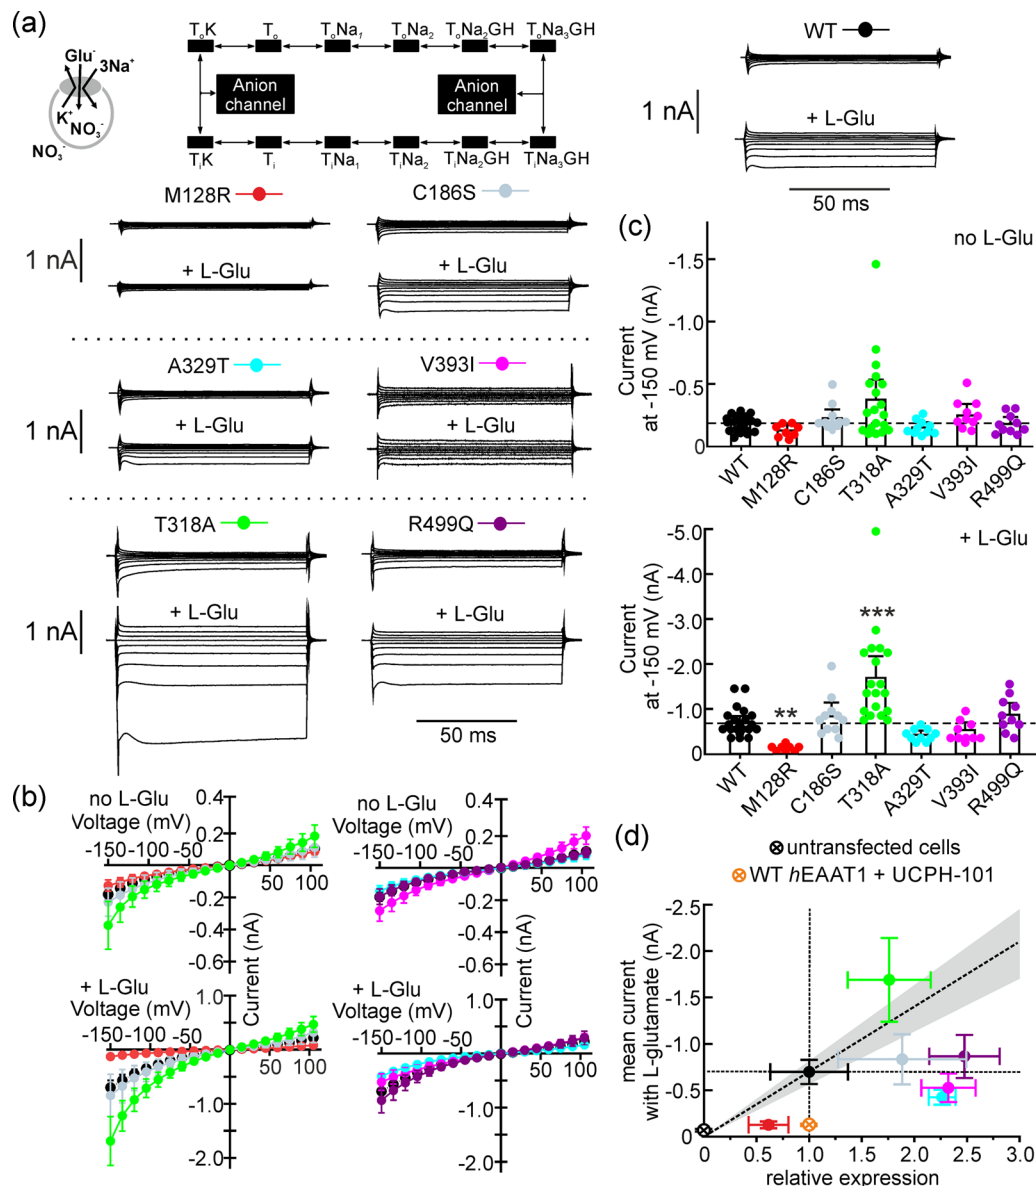 (a)
Glu-
3Na+
K+
NO3-
NO3-
ToK
To
ToNa1
ToNa2
ToNa2GH
ToNa3GH
Anion
channel
Anion
channel
TiK
Ti
TiNa1
TiNa2
TiNa2GH
TiNa3GH
WT
1 nA
+ L-Glu
50 ms
M128R
C186S
1 nA
+ L-Glu
+ L-Glu
A329T
V393I
1 nA
+ L-Glu
+ L-Glu
T318A
R499Q
1 nA
+ L-Glu
+ L-Glu
50 ms
(c)
no L-Glu
Current
at -150 mV (nA)
-1.5
-1.0
-0.5
0
WT
M128R
C186S
T318A
A329T
V393I
R499Q
+ L-Glu
Current
at -150 mV (nA)
-5.0
-4.0
-3.0
-2.0
-1.0
0
**
***
WT
M128R
C186S
T318A
A329T
V393I
R499Q
(b)
no L-Glu
Voltage (mV)
-150
-100
-50
50
100
0.4
0.2
-0.2
-0.4
-0.6
Current (nA)
no L-Glu
Voltage (mV)
-150
-100
-50
50
100
0.4
0.2
-0.2
-0.4
-0.6
Current (nA)
+ L-Glu
Voltage (mV)
-150
-100
-50
50
100
1.0
-1.0
-2.0
+ L-Glu
Voltage (mV)
-150
-100
-50
50
100
1.0
-1.0
-2.0
(d)
untransfected cells
WT hEAAT1 + UCPH-101
mean current
with L-glutamate (nA)
-2.5
-2.0
-1.5
-1.0
-0.5
0
0
0.5
1.0
1.5
2.0
2.5
3.0
relative expression